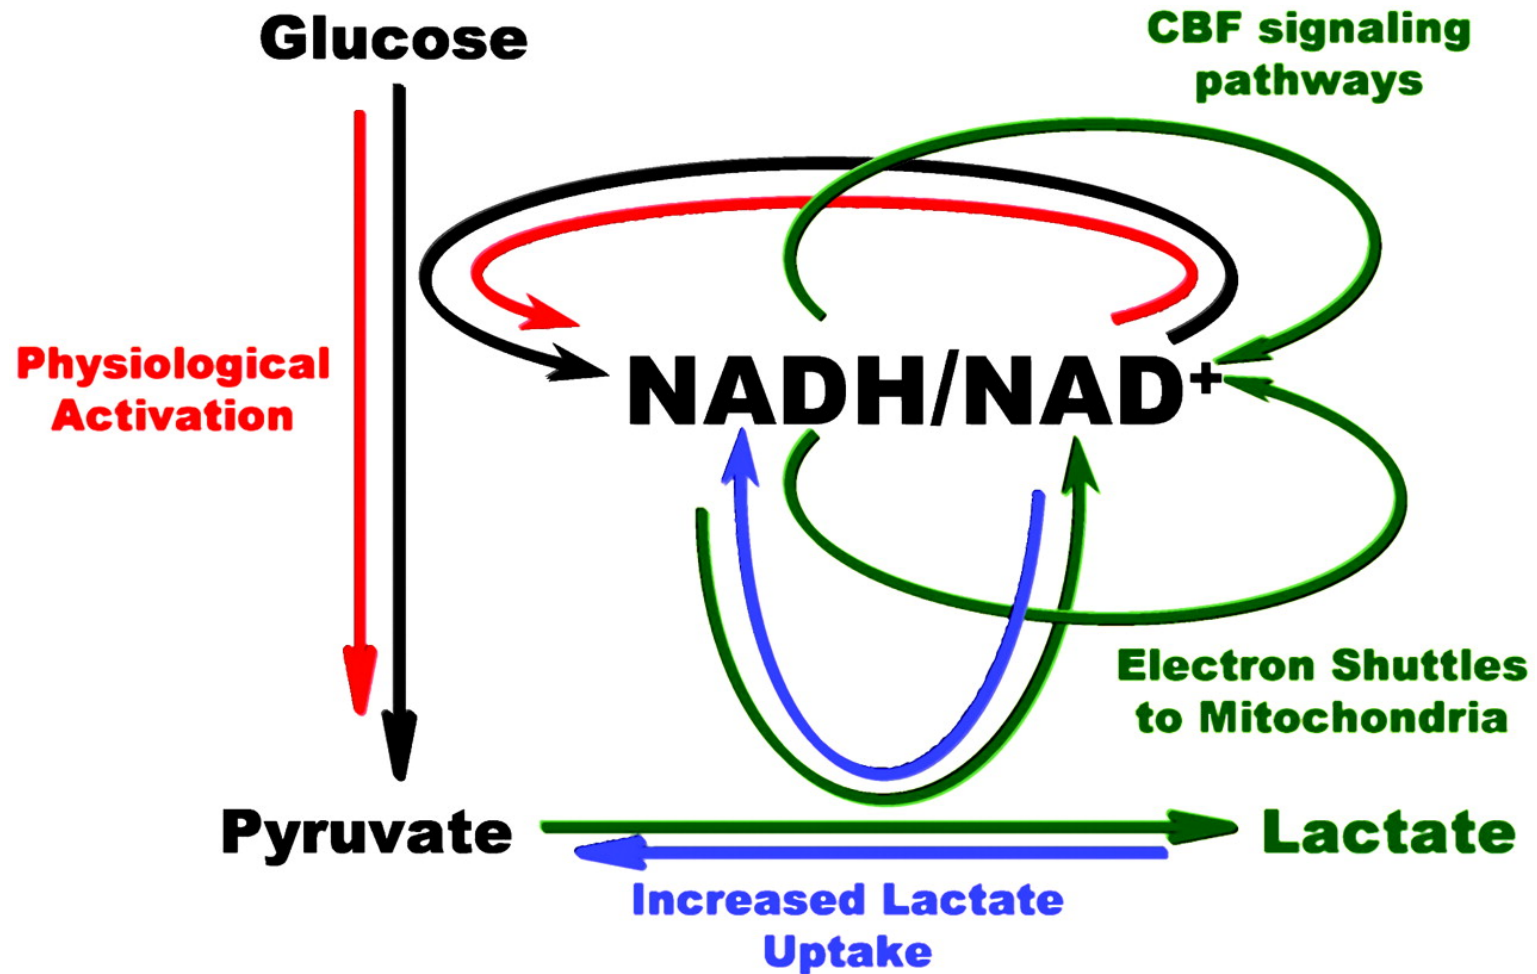 Glucose
CBF signaling
pathways
Physiological
Activation
NADH/NAD⁺
Electron Shuttles
to Mitochondria
Pyruvate
Lactate
Increased Lactate
Uptake